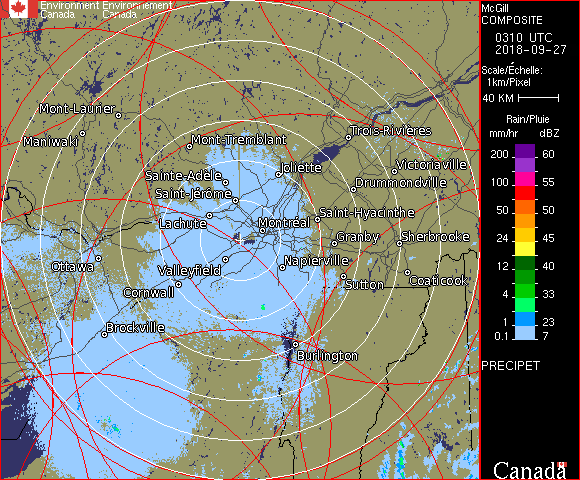 Environment Environnement
Canada Canada
Mont-Laurier
Maniwaki
Mont-Tremblant
Trois-Rivières
Joliette
Victoriaville
Sainte-Adèle
Drummondville
Saint-Jérôme
Saint-Hyacinthe
Lachute
Montréal
Granby
Sherbrooke
Napierville
Ottawa
Valleyfield
Sutton
Coaticook
Cornwall
Brockville
Burlington
McGill
COMPOSITE
0310 UTC
2018-09-27
Scale/Échelle:
1km/Pixel
40 KM
Rain/Pluie
mm/hr dBZ
200 60
100 55
50 50
24 45
12 40
4 33
1 23
0.1 7
PRECIPET
Canada